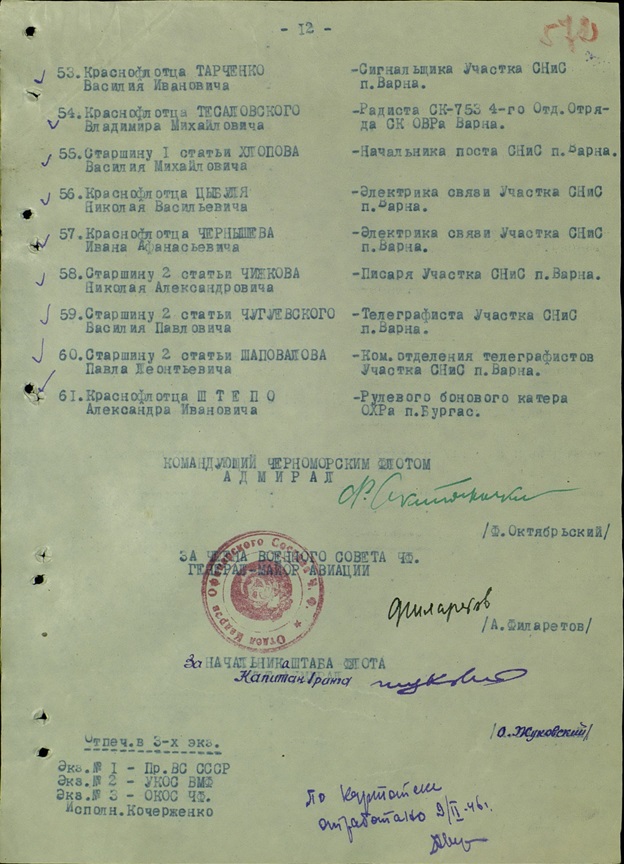 - 12 -
53. Краснофлотца ТАРЧЕНКО
Василия Ивановича
-Сигнальщика Участка СНиС
п.Варна.
54. Краснофлотца ТЕСАЛОВСКОГО
Владимира Михайловича
-Радиста СК-753 4-го Отд.Отря-
да СК ОВРа Варна.
55. Старшину I статьи ХЛОПОВА
Василия Михайловича
-Начальника поста СНиС п.Варна.
56. Краснофлотца ЦЫБУЛЯ
Николая Васильевича
-Электрика связи Участка СНиС
п.Варна.
57. Краснофлотца ЧЕРНЫШЕВА
Ивана Афанасьевича
-Электрика связи Участка СНиС
п.Варна.
58. Старшину 2 статьи ЧИЖКОВА
Николая Александровича
-Писаря Участка СНиС п.Варна.
59. Старшину 2 статьи ЧУГУЕВСКОГО
Василия Павловича
-Телеграфиста Участка СНиС
п.Варна.
60. Старшину 2 статьи ШАПОВАЛОВА
Павла Леонтьевича
-Ком.отделения телеграфистов
Участка СНиС п.Варна.
61. Краснофлотца Ш Т Е П О
Александра Ивановича
-Рулевого бонового катера
ОХРа п.Бургас.
КОМАНДУЮЩИЙ ЧЕРНОМОРСКИМ ФЛОТОМ
А Д М И Р А Л
/Ф.Октябрьский/
ЗА ЧЛЕНА ВОЕННОГО СОВЕТА ЧФ.
ГЕНЕРАЛ-МАЙОР АВИАЦИИ
Филаретов
/А.Филаретов/
За НАЧАЛЬНИКа ШТАБА ФЛОТА
Капитан 1 ранга
/О.Жуковский/
Отпеч.в 3-х экз.
Экз.№ 1 - Пр.ВС СССР
Экз.№ 2 - УКОС ВМФ
Экз.№ 3 - ОКОС ЧФ.
Исполн.Кочерженко
По картотеке
отработано 9/II-46г.